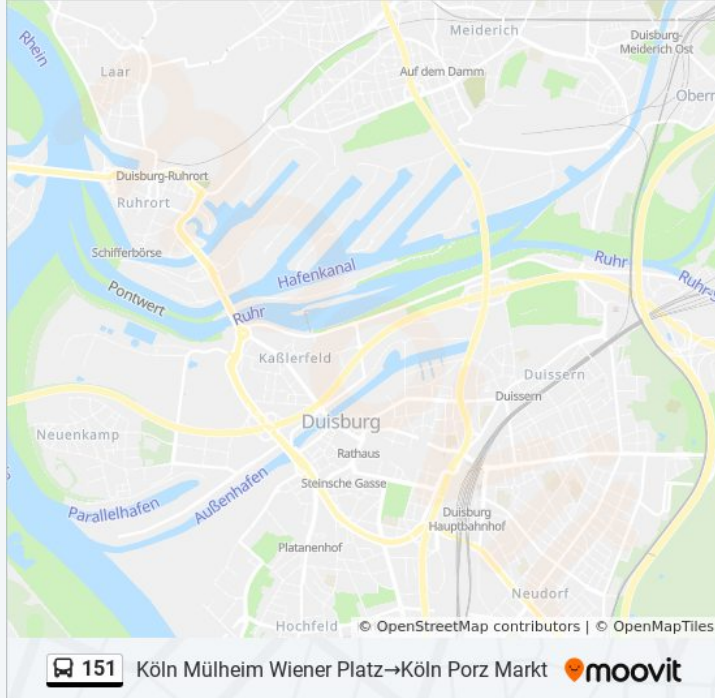 Meiderich
Duisburg-
Meiderich Ost
Rhein
Laar
Auf dem Damm
Oberm
Duisburg-Ruhrort
Ruhrort
Schifferbörse
Hafenkanal
Ruhr
Ruhr-S
Pontwert
Ruhr
Kaßlerfeld
Duissern
Duissern
Duisburg
Neuenkamp
Rathaus
Steinsche Gasse
Außenhafen
Parallelhafen
Duisburg
Hauptbahnhof
Platanenhof
Neudorf
Hochfeld
© OpenStreetMap contributors | © OpenMapTiles
151 Köln Mülheim Wiener Platz→Köln Porz Markt moovit